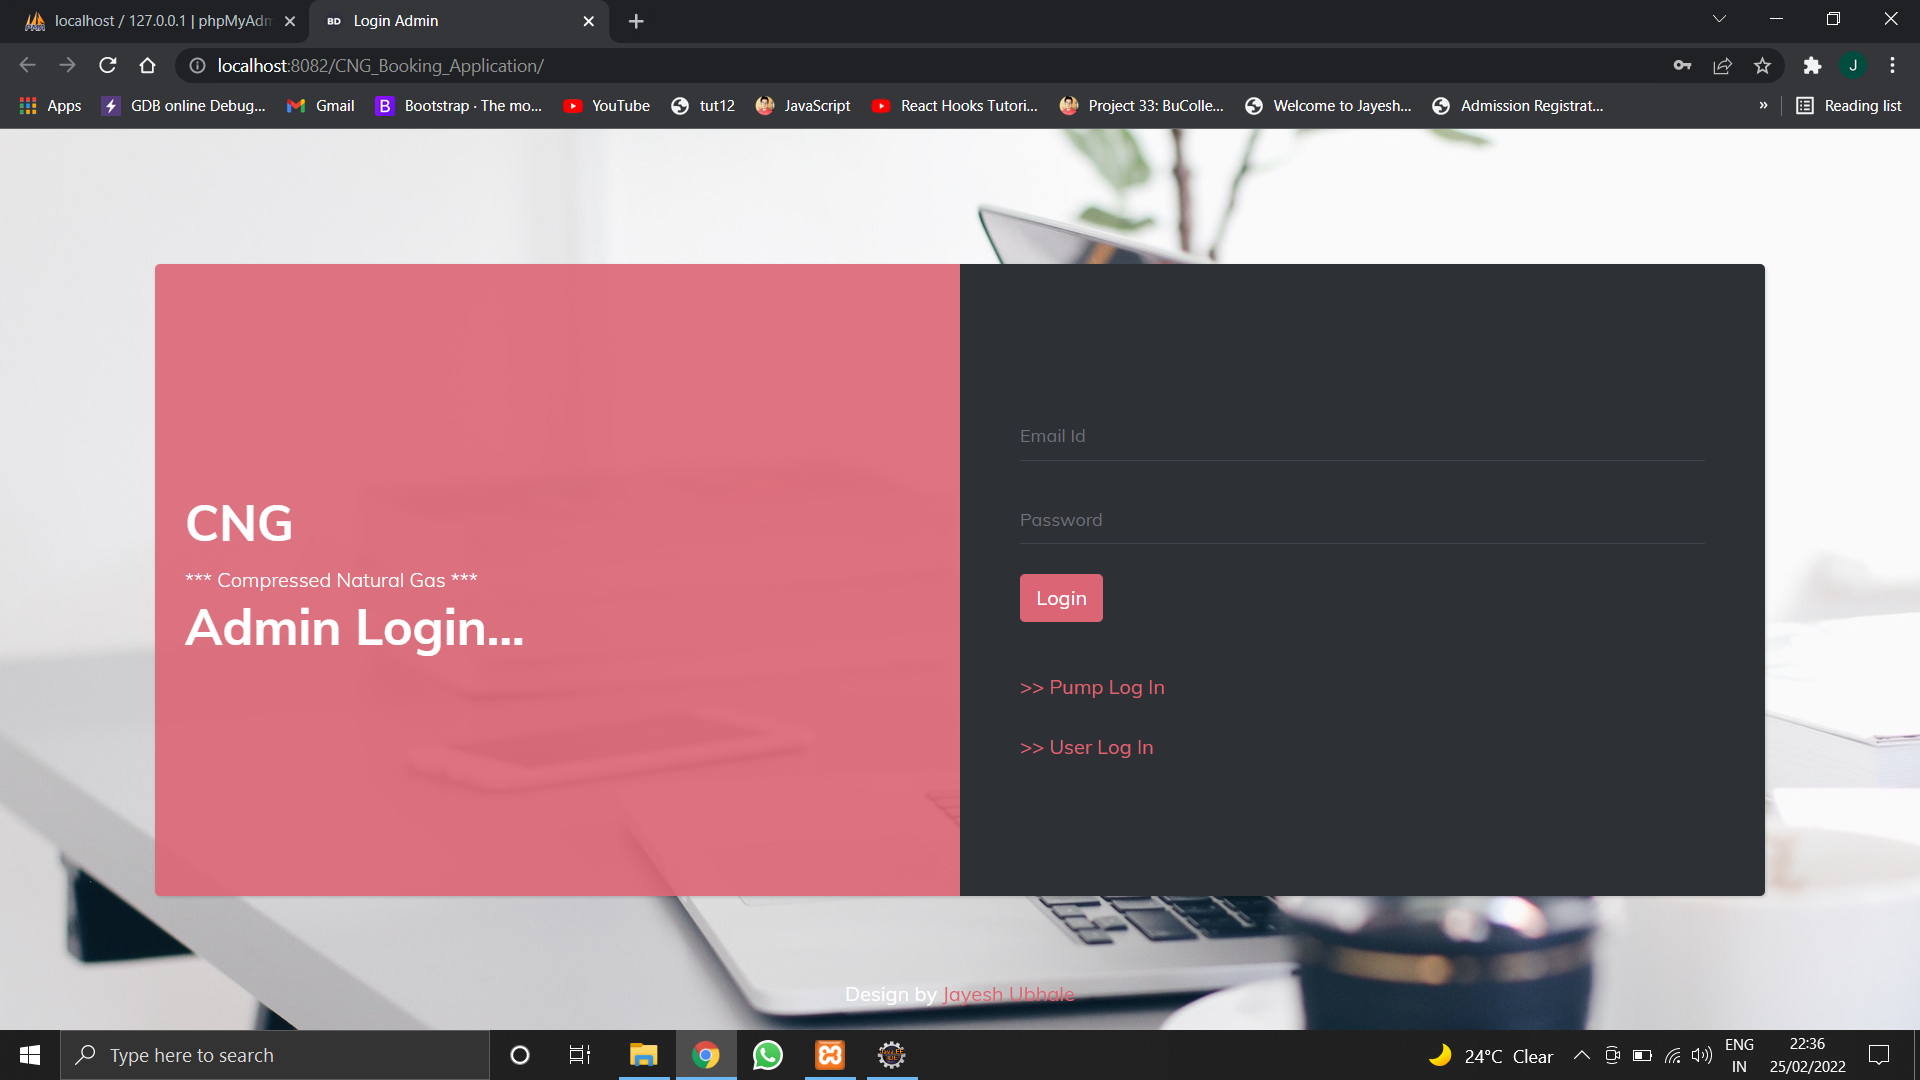 localhost / 127.0.0.1 | phpMyAdm
BD Login Admin
localhost:8082/CNG_Booking_Application/
J
Apps
GDB online Debug...
Gmail
B Bootstrap · The mo...
YouTube
tut12
JavaScript
React Hooks Tutori...
Project 33: BuColle...
Welcome to Jayesh...
Admission Registrat...
»
Reading list
CNG
*** Compressed Natural Gas ***
Admin Login...
Email Id
Password
Login
>> Pump Log In
>> User Log In
Design by Jayesh Ubhale
Type here to search
24°C Clear
ENG
IN
22:36
25/02/2022